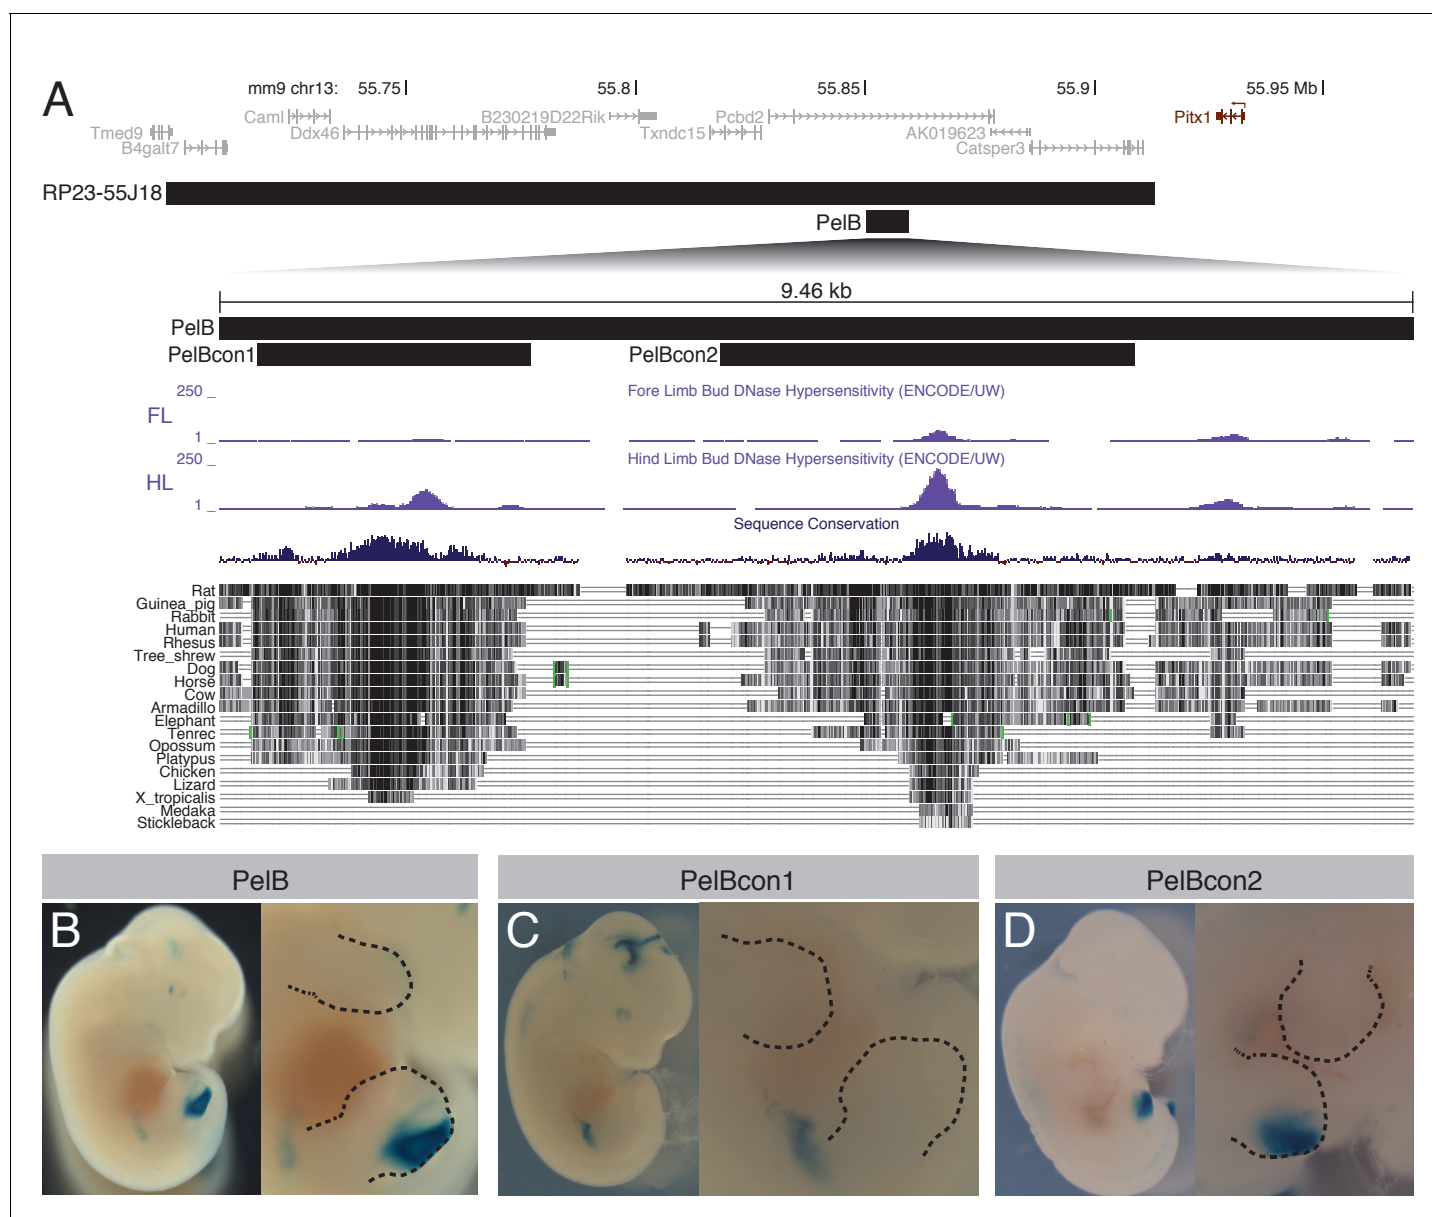 A
mm9 chr13: 55.75 55.8 55.85 55.9 55.95 Mb
Caml B230219D22Rik Pcbd2 Pitx1
Tmed9 Ddx46 Txndc15 AK019623
B4galt7 Catsper3
RP23-55J18
PelB
9.46 kb
PelB
PelBcon1 PelBcon2
250 Fore Limb Bud DNase Hypersensitivity (ENCODE/UW)
FL
1
250 Hind Limb Bud DNase Hypersensitivity (ENCODE/UW)
HL
1
Sequence Conservation
Rat
Guinea_pig
Rabbit
Human
Rhesus
Tree_shrew
Dog
Horse
Cow
Armadillo
Elephant
Tenrec
Opossum
Platypus
Chicken
Lizard
X_tropicalis
Medaka
Stickleback
PelB PelBcon1 PelBcon2
B C D